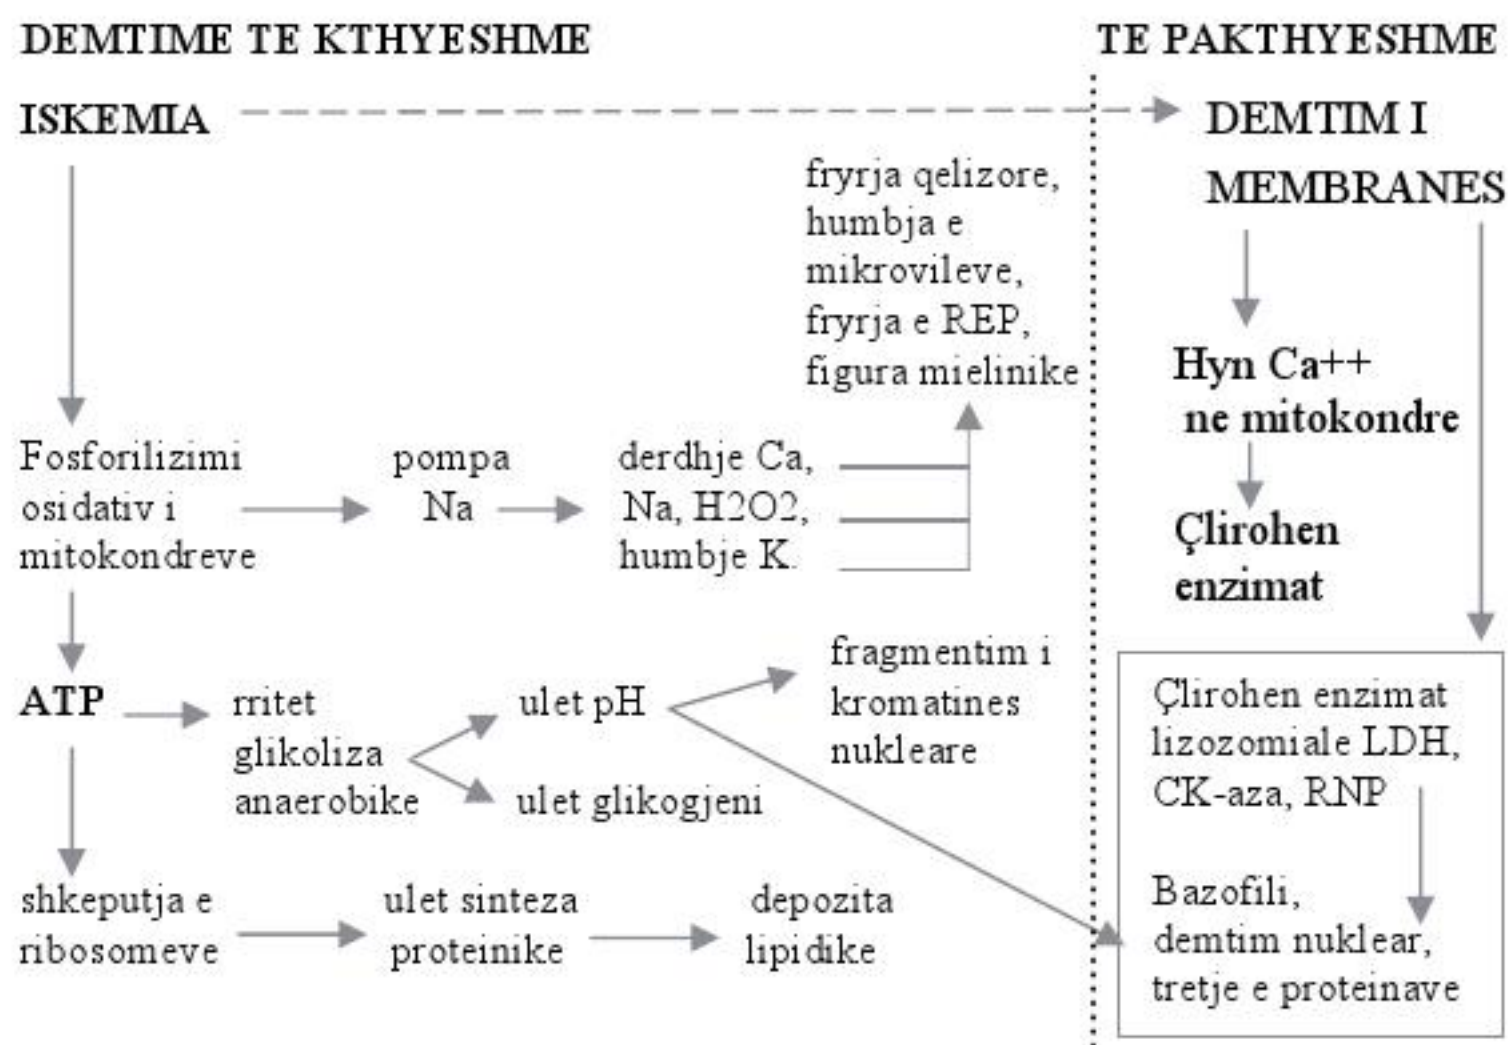 DEMTIME TE KTHYESHME
TE PAKTHYESHME
ISKEMIA
DEMTIM I
MEMBRANES
fryrja qelizore,
humbja e
mikrovileve,
fryrja e REP,
figura mielinike
Hyn Ca++
ne mitokondre
Çlirohen
enzimat
Fosforilizimi
osidativ i
mitokondreve
pompa
Na
derdhje Ca,
Na, H2O2,
humbje K.
ATP
rritet
glikoliza
anaerobike
ulet pH
ulet glikogjeni
fragmentim i
kromatines
nukleare
Çlirohen enzimat
lizozomiale LDH,
CK-aza, RNP
Bazofili,
demtim nuklear,
tretje e proteinave
shkeputja e
ribosomeve
ulet sinteza
proteinike
depozita
lipidike